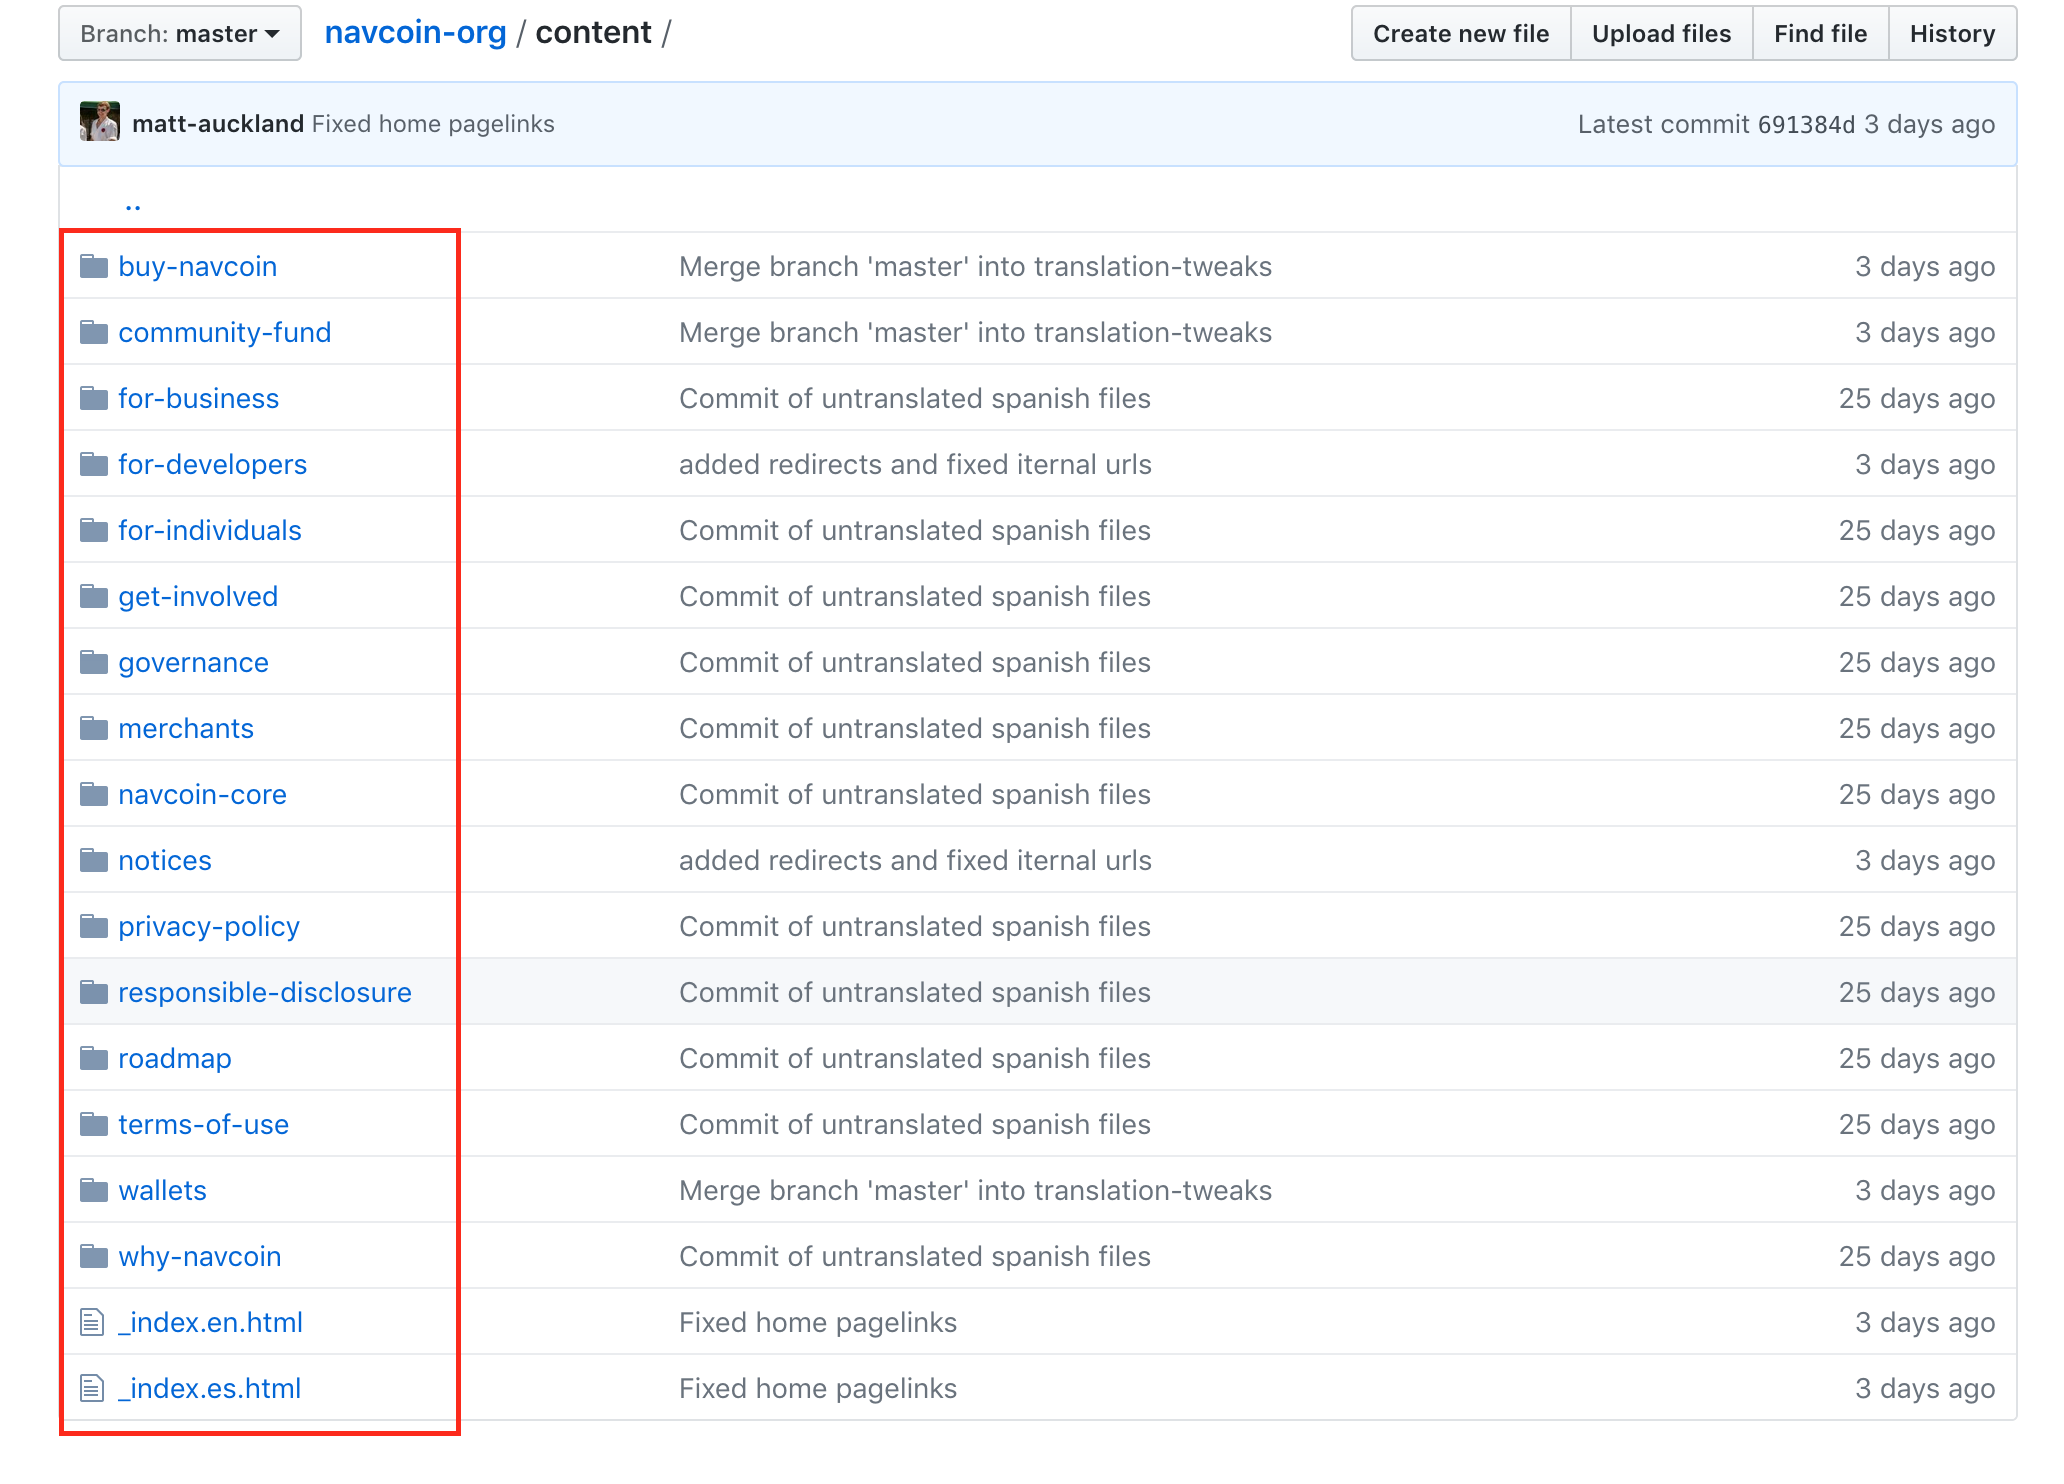 Branch: master navcoin-org / content / Create new file Upload files Find file History
matt-auckland Fixed home pagelinks Latest commit 691384d 3 days ago
..
buy-navcoin Merge branch 'master' into translation-tweaks 3 days ago
community-fund Merge branch 'master' into translation-tweaks 3 days ago
for-business Commit of untranslated spanish files 25 days ago
for-developers added redirects and fixed iternal urls 3 days ago
for-individuals Commit of untranslated spanish files 25 days ago
get-involved Commit of untranslated spanish files 25 days ago
governance Commit of untranslated spanish files 25 days ago
merchants Commit of untranslated spanish files 25 days ago
navcoin-core Commit of untranslated spanish files 25 days ago
notices added redirects and fixed iternal urls 3 days ago
privacy-policy Commit of untranslated spanish files 25 days ago
responsible-disclosure Commit of untranslated spanish files 25 days ago
roadmap Commit of untranslated spanish files 25 days ago
terms-of-use Commit of untranslated spanish files 25 days ago
wallets Merge branch 'master' into translation-tweaks 3 days ago
why-navcoin Commit of untranslated spanish files 25 days ago
_index.en.html Fixed home pagelinks 3 days ago
_index.es.html Fixed home pagelinks 3 days ago